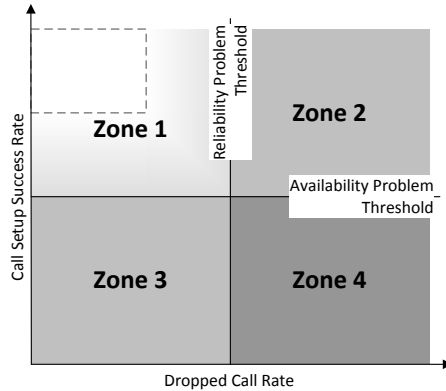 Call Setup Success Rate
Reliability Problem
Threshold
Zone 1
Zone 2
Availability Problem
Threshold
Zone 3
Zone 4
Dropped Call Rate